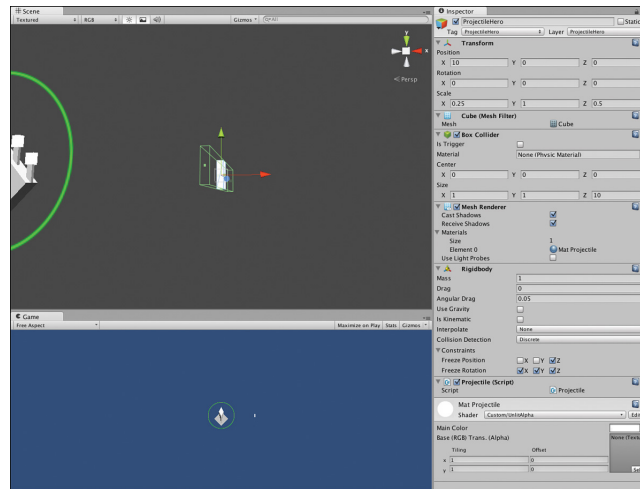 Scene
Textured RGB Gizmos All
y
x
Persp
Game
Free Aspect Maximize on Play Stats Gizmos
Inspector
ProjectileHero Static
Tag ProjectileHero Layer ProjectileHero
Transform
Position
X 10 Y 0 Z 0
Rotation
X 0 Y 0 Z 0
Scale
X 0.25 Y 1 Z 0.5
Cube (Mesh Filter)
Mesh Cube
Box Collider
Is Trigger
Material None (Physic Material)
Center
X 0 Y 0 Z 0
Size
X 1 Y 1 Z 10
Mesh Renderer
Cast Shadows
Receive Shadows
Materials
Size 1
Element 0 Mat Projectile
Use Light Probes
Rigidbody
Mass 1
Drag 0
Angular Drag 0.05
Use Gravity
Is Kinematic
Interpolate None
Collision Detection Discrete
Constraints
Freeze Position X Y Z
Freeze Rotation X Y Z
Projectile (Script)
Script Projectile
Mat Projectile
Shader Custom/UnlitAlpha Edit
Main Color
Base (RGB) Trans. (Alpha) None (Textu
Tiling Offset
x 1 0
y 1 0 Sel